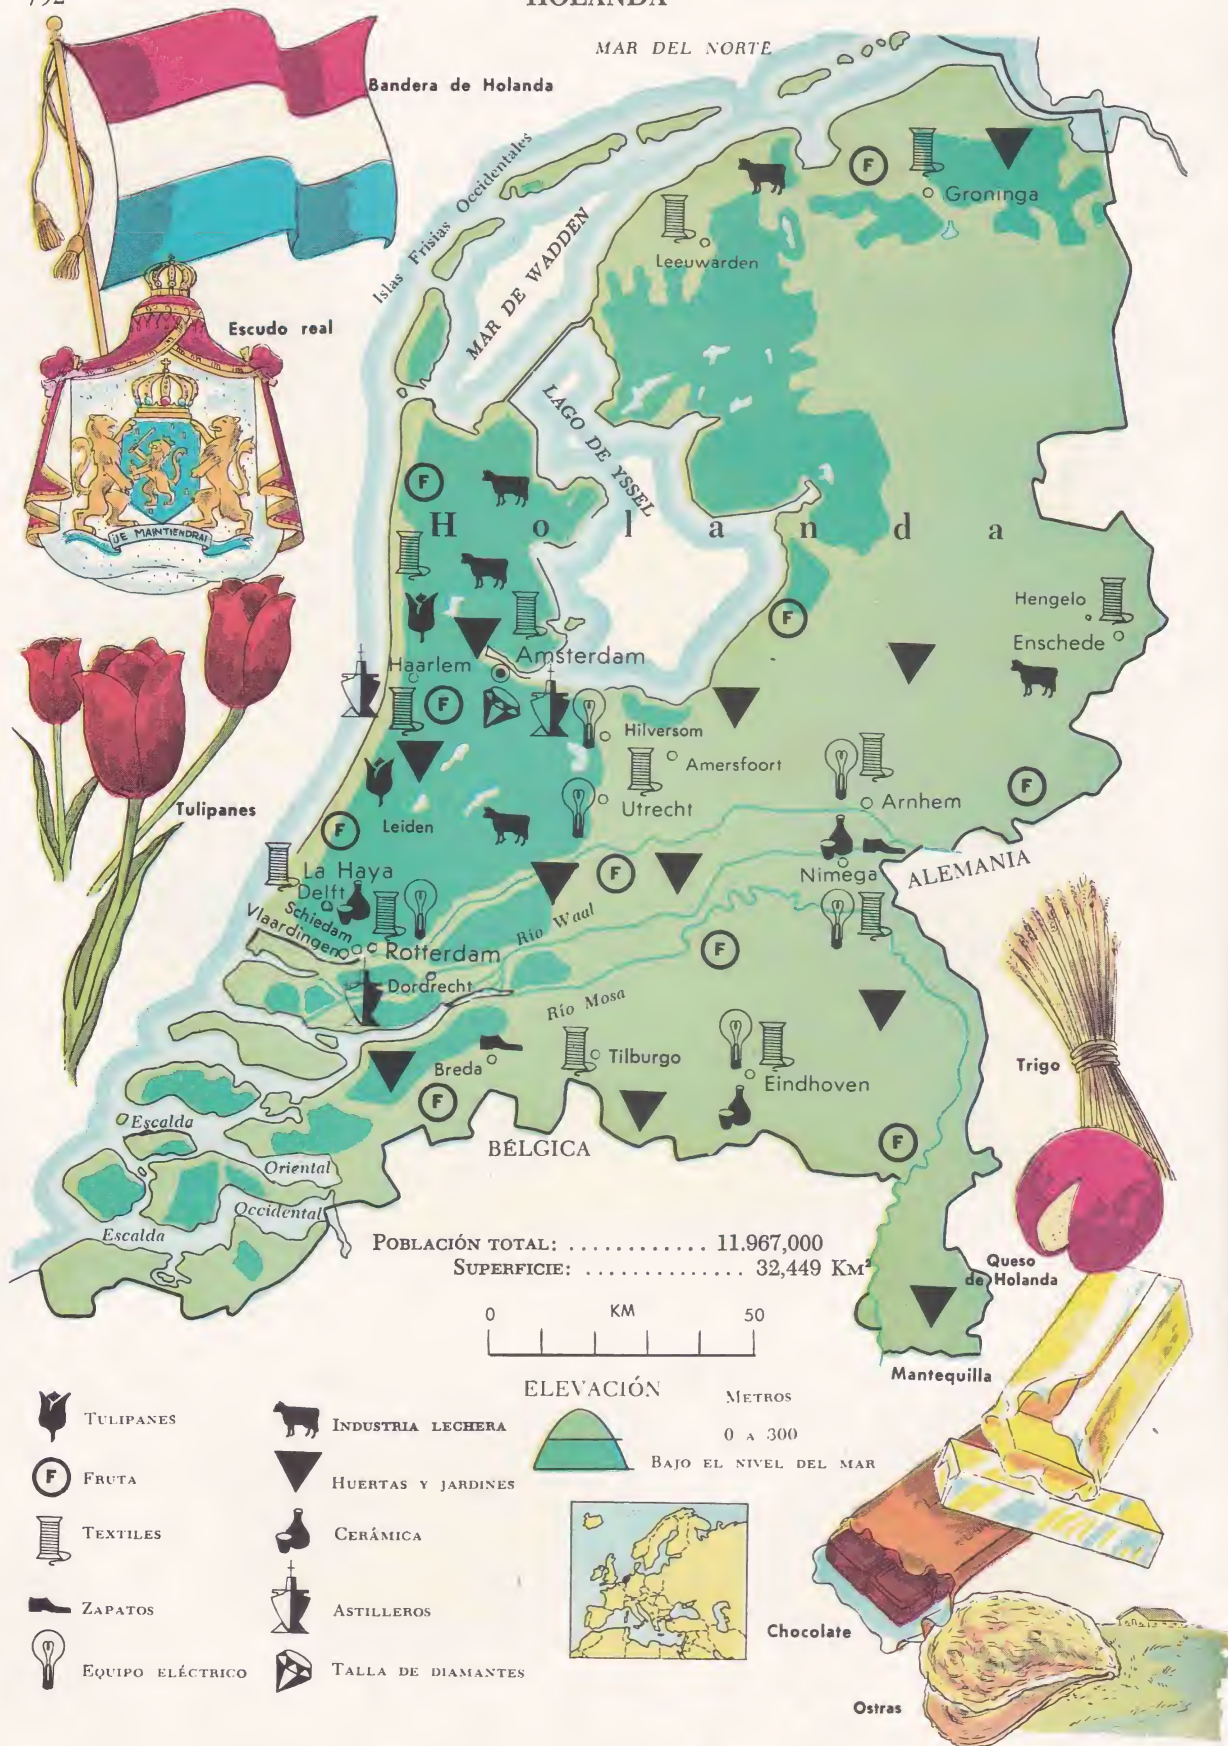 792
HOLANDA
MAR DEL NORTE
Bandera de Holanda
Islas Frisias Occidentales
MAR DE WADDEN
Groninga
Leeuwarden
Escudo real
JE MAINTIENDRAI
LAGO DE YSSEL
Holanda
Hengelo
Enschede
Haarlem
Amsterdam
Hilversom
Amersfoort
Utrecht
Arnhem
Tulipanes
Leiden
La Haya
Delft
Schiedam
Vlaardingen
Rotterdam
Dordrecht
Nimega
ALEMANIA
Río Waal
Río Mosa
Breda
Tilburgo
Eindhoven
Trigo
Escalda
Oriental
Occidental
Escalda
BÉLGICA
POBLACIÓN TOTAL: ............ 11.967,000
SUPERFICIE: .............. 32,449 KM²
Queso
de Holanda
0 KM 50
Mantequilla
F
F
F
F
F
F
F
F
F
F
ELEVACIÓN
METROS
0 A 300
BAJO EL NIVEL DEL MAR
TULIPANES
F FRUTA
TEXTILES
ZAPATOS
EQUIPO ELÉCTRICO
INDUSTRIA LECHERA
HUERTAS Y JARDINES
CERÁMICA
ASTILLEROS
TALLA DE DIAMANTES
Chocolate
Ostras